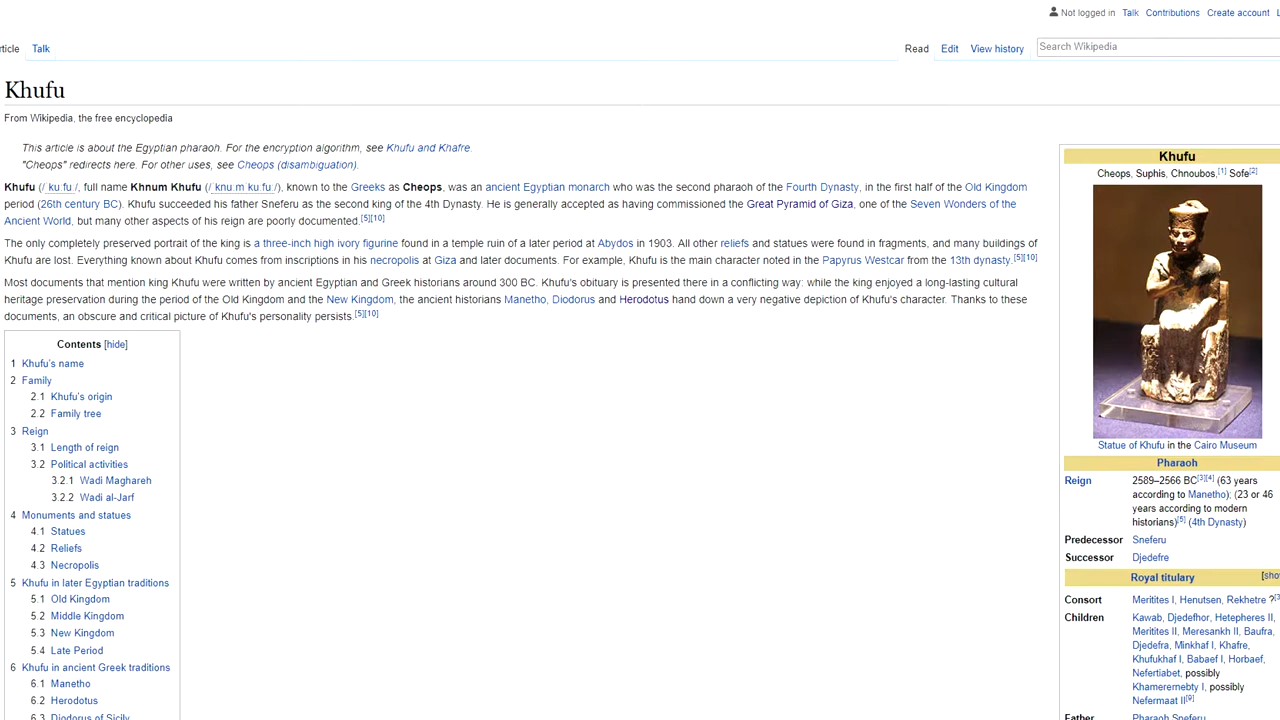 Not logged in Talk Contributions Create account
Talk
Read Edit View history
Search Wikipedia
Khufu
From Wikipedia, the free encyclopedia
This article is about the Egyptian pharaoh. For the encryption algorithm, see Khufu and Khafre.
"Cheops" redirects here. For other uses, see Cheops (disambiguation).
Khufu (/ˈkuːfuː/, full name Khnum Khufu (/ˈknuːm ˈkuːfuː/), known to the Greeks as Cheops, was an ancient Egyptian monarch who was the second pharaoh of the Fourth Dynasty, in the first half of the Old Kingdom
period (26th century BC). Khufu succeeded his father Sneferu as the second king of the 4th Dynasty. He is generally accepted as having commissioned the Great Pyramid of Giza, one of the Seven Wonders of the
Ancient World, but many other aspects of his reign are poorly documented.[5][10]
The only completely preserved portrait of the king is a three-inch high ivory figurine found in a temple ruin of a later period at Abydos in 1903. All other reliefs and statues were found in fragments, and many buildings of
Khufu are lost. Everything known about Khufu comes from inscriptions in his necropolis at Giza and later documents. For example, Khufu is the main character noted in the Papyrus Westcar from the 13th dynasty.[5][10]
Most documents that mention king Khufu were written by ancient Egyptian and Greek historians around 300 BC. Khufu's obituary is presented there in a conflicting way: while the king enjoyed a long-lasting cultural
heritage preservation during the period of the Old Kingdom and the New Kingdom, the ancient historians Manetho, Diodorus and Herodotus hand down a very negative depiction of Khufu's character. Thanks to these
documents, an obscure and critical picture of Khufu's personality persists.[5][10]
Contents [hide]
1 Khufu's name
2 Family
2.1 Khufu's origin
2.2 Family tree
3 Reign
3.1 Length of reign
3.2 Political activities
3.2.1 Wadi Maghareh
3.2.2 Wadi al-Jarf
4 Monuments and statues
4.1 Statues
4.2 Reliefs
4.3 Necropolis
5 Khufu in later Egyptian traditions
5.1 Old Kingdom
5.2 Middle Kingdom
5.3 New Kingdom
5.4 Late Period
6 Khufu in ancient Greek traditions
6.1 Manetho
6.2 Herodotus
6.3 Diodorus of Sicily
Khufu
Cheops, Suphis, Chnoubos,[1] Sofe[2]
Statue of Khufu in the Cairo Museum
Pharaoh
Reign 2589–2566 BC[3][4] (63 years
according to Manetho); (23 or 46
years according to modern
historians)[5] (4th Dynasty)
Predecessor Sneferu
Successor Djedefre
Royal titulary
Consort Meritites I, Henutsen, Rekhetre ?
Children Kawab, Djedefhor, Hetepheres II,
Meritites II, Meresankh II, Baufra,
Djedefra, Minkhaf I, Khafre,
Khufukhaf I, Babaef I, Horbaef,
Nefertiabet, possibly
Khamerernebty I, possibly
Nefermaat II[9]
Father Pharaoh Sneferu